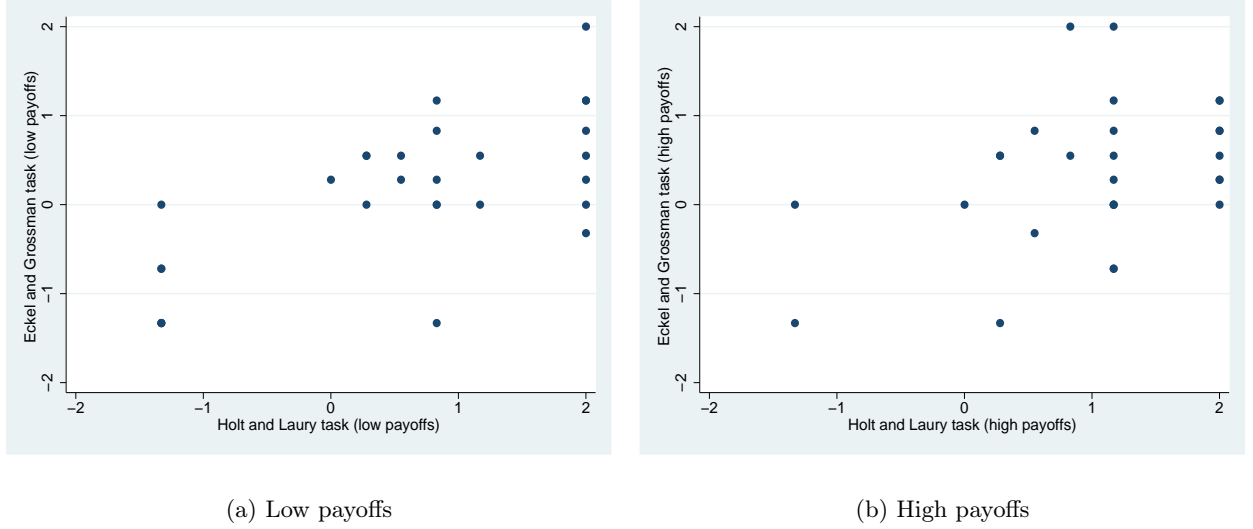 Eckel and Grossman task (low payoffs)
2
1
0
−1
−2
−2 −1 0 1 2
Holt and Laury task (low payoffs)
(a) Low payoffs
Eckel and Grossman task (high payoffs)
2
1
0
−1
−2
−2 −1 0 1 2
Holt and Laury task (high payoffs)
(b) High payoffs